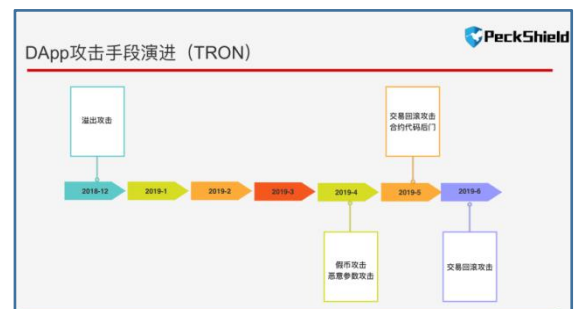 PeckShield
DApp攻击手段演进（TRON）
溢出攻击
交易回滚攻击
合约代码后门
2018-12
2019-1
2019-2
2019-3
2019-4
2019-5
2019-6
假币攻击
恶意参数攻击
交易回滚攻击